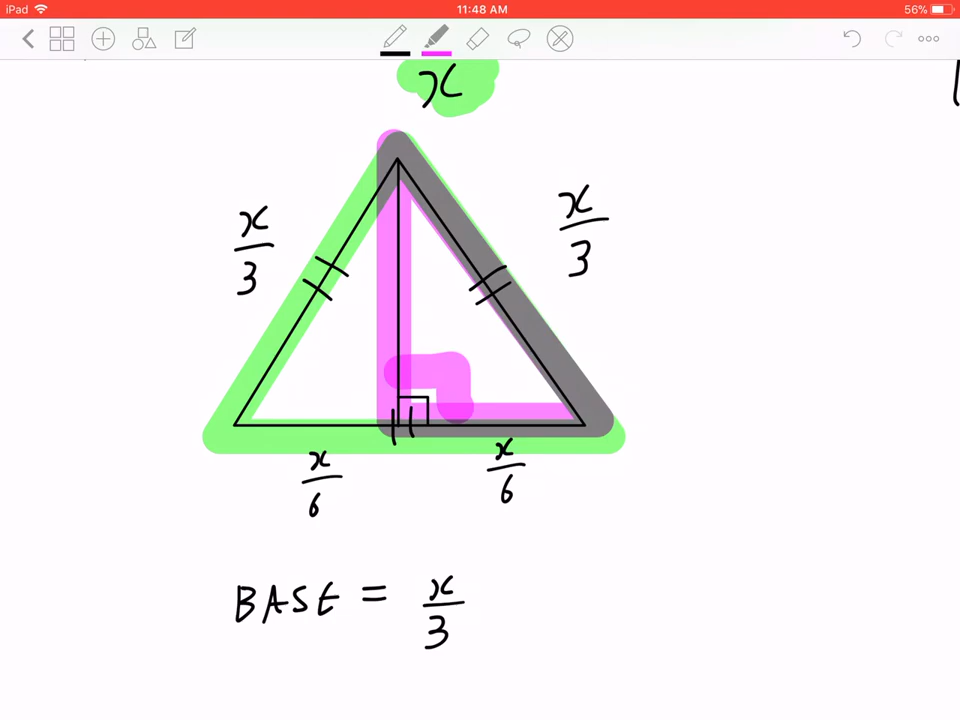 iPad 11:48 AM 56%
x
x/3 x/3
x/6 x/6
BASE = x/3